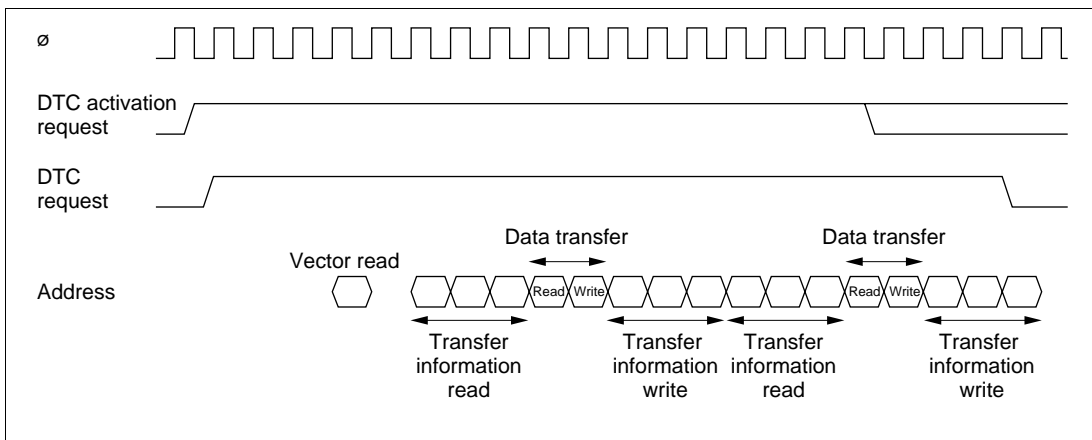 ø
DTC activation
request
DTC
request
Data transfer
Data transfer
Vector read
Address
Read
Write
Read
Write
Transfer
information
read
Transfer
information
write
Transfer
information
read
Transfer
information
write